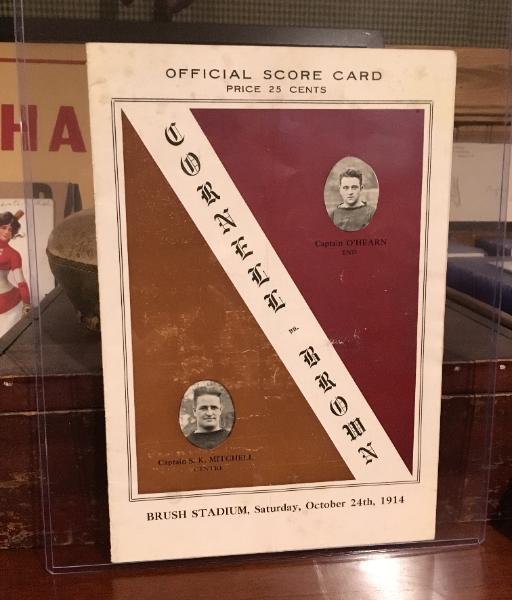 OFFICIAL SCORE CARD
PRICE 25 CENTS
CORNELL vs. BROWN
Captain O'HEARN
END
Captain S. K. MITCHELL
CENTRE
BRUSH STADIUM, Saturday, October 24th, 1914
HA